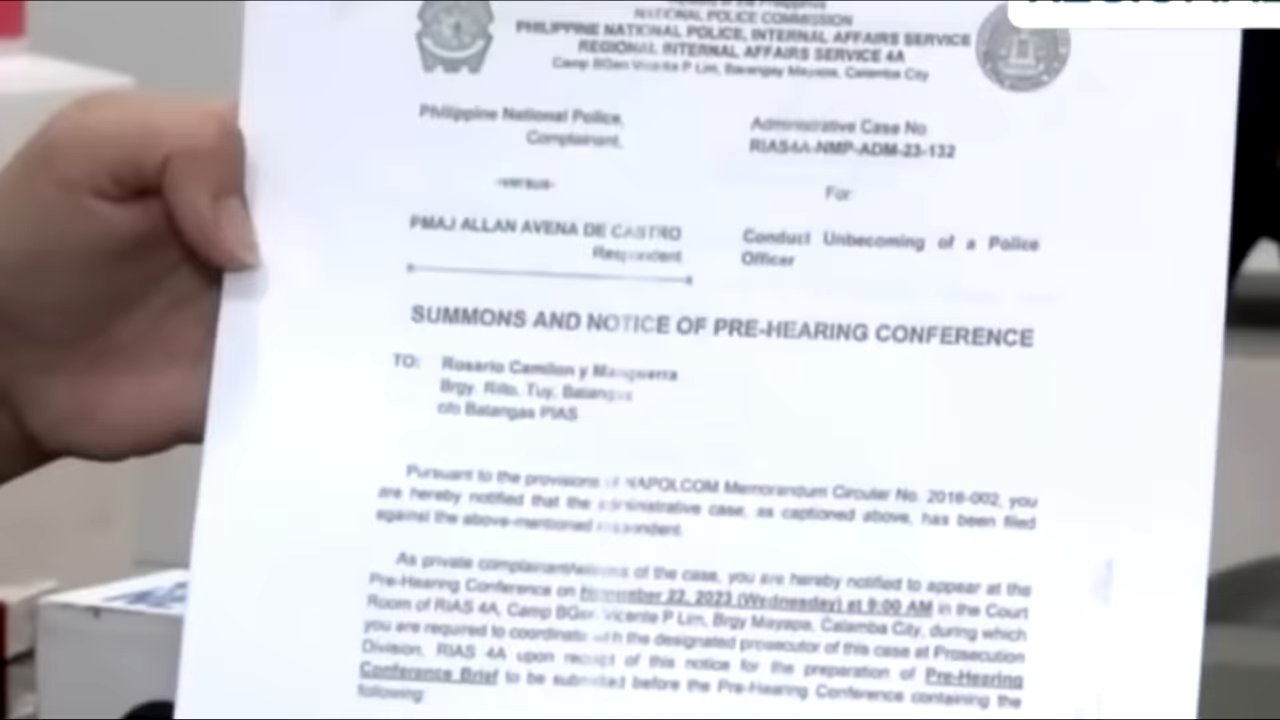 NATIONAL POLICE COMMISSION
PHILIPPINE NATIONAL POLICE, INTERNAL AFFAIRS SERVICE
REGIONAL INTERNAL AFFAIRS SERVICE 4A
Camp BGen Vicente P Lim, Barangay Mayapa, Calamba City
Philippine National Police,
Complainant,
-versus-
PMAJ ALLAN AVENA DE CASTRO
Respondent
Administrative Case No
RIAS4A-NMP-ADM-23-132
For
Conduct Unbecoming of a Police
Officer
SUMMONS AND NOTICE OF PRE-HEARING CONFERENCE
TO: Rosario Camilon y Manguerra
Brgy. Rillo, Tuy, Batangas
c/o Batangas PIAS
Pursuant to the provisions of NAPOLCOM Memorandum Circular No. 2016-002, you
are hereby notified that the administrative case, as captioned above, has been filed
against the above-mentioned respondent.
As private complainant/witness of the case, you are hereby notified to appear at the
Pre-Hearing Conference on November 22, 2023 (Wednesday) at 9:00 AM in the Court
Room of RIAS 4A, Camp BGen. Vicente P Lim, Brgy Mayapa, Calamba City, during which
you are required to coordinate with the designated prosecutor of this case at Prosecution
Division, RIAS 4A upon receipt of this notice for the preparation of Pre-Hearing
Conference Brief to be submitted before the Pre-Hearing Conference containing the
following: